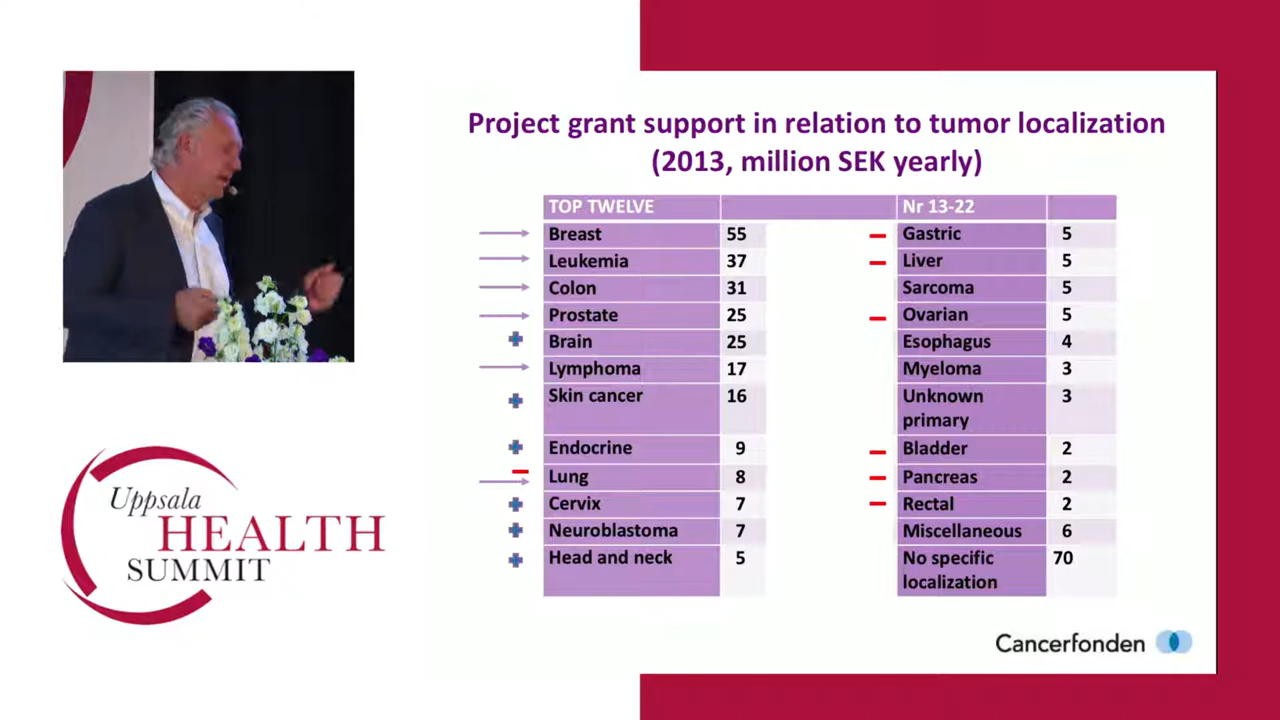 Project grant support in relation to tumor localization
(2013, million SEK yearly)
TOP TWELVE Nr 13-22
Breast 55 Gastric 5
Leukemia 37 Liver 5
Colon 31 Sarcoma 5
Prostate 25 Ovarian 5
Brain 25 Esophagus 4
Lymphoma 17 Myeloma 3
Skin cancer 16 Unknown 3
primary
Endocrine 9 Bladder 2
Lung 8 Pancreas 2
Cervix 7 Rectal 2
Neuroblastoma 7 Miscellaneous 6
Head and neck 5 No specific 70
localization
Cancerfonden
Uppsala
HEALTH
SUMMIT